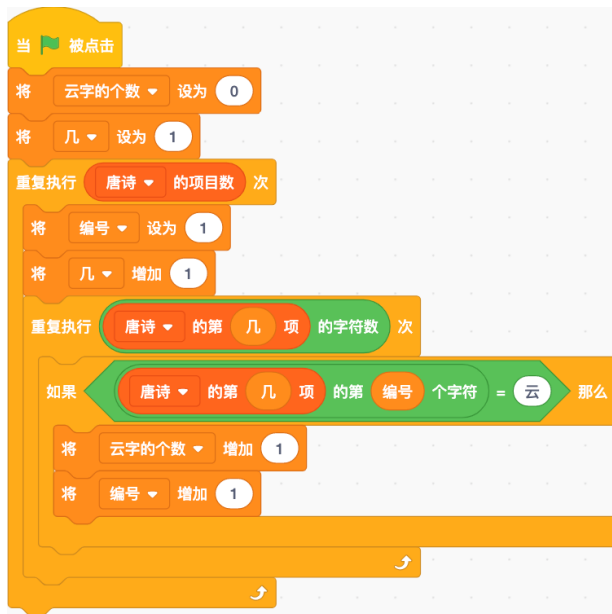 当 被点击
将 云字的个数 设为 0
将 几 设为 1
重复执行 唐诗 的项目数 次
将 编号 设为 1
将 几 增加 1
重复执行 唐诗 的第 几 项 的字符数 次
如果 唐诗 的第 几 项 的第 编号 个字符 = 云 那么
将 云字的个数 增加 1
将 编号 增加 1